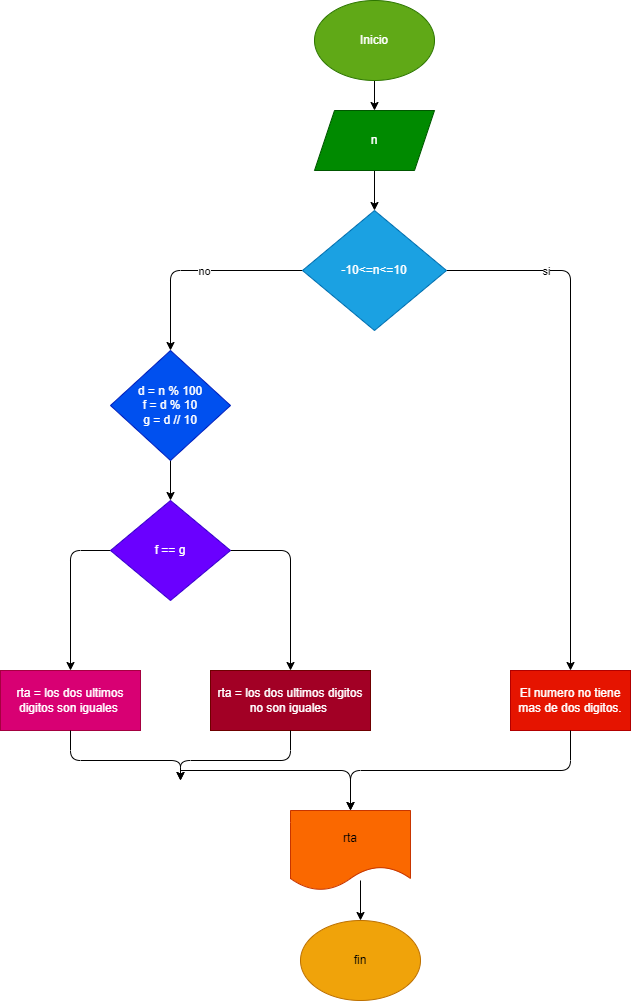 Inicio
n
-10<=n<=10
no
si
d = n % 100
f = d % 10
g = d // 10
f == g
rta = los dos ultimos
digitos son iguales
rta = los dos ultimos digitos
no son iguales
El numero no tiene
mas de dos digitos.
rta
fin